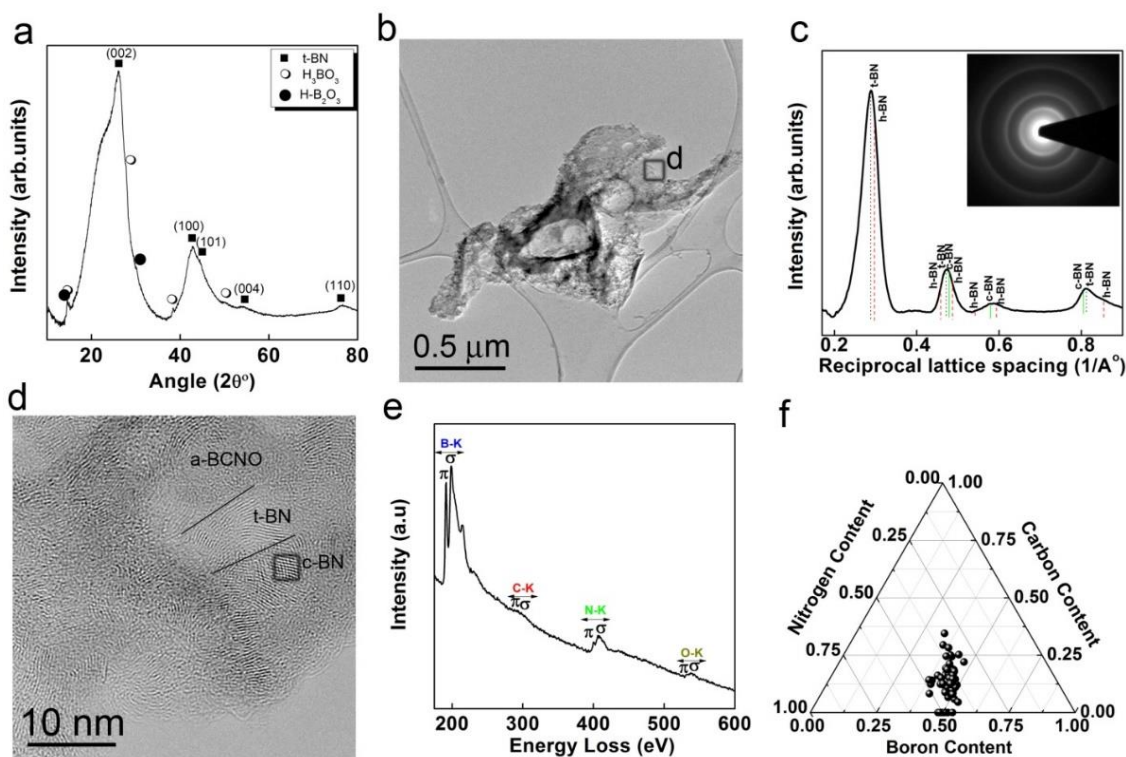 a
Intensity (arb.units)
(002)
(100)
(101)
(004)
(110)
t-BN
H₃BO₃
H-B₂O₃
20
40
60
80
Angle (2θº)
b
d
0.5 μm
c
Intensity (arb.units)
t-BN
h-BN
h-BN
t-BN
c-BN
h-BN
h-BN
c-BN
h-BN
c-BN
t-BN
h-BN
0.2
0.4
0.6
0.8
Reciprocal lattice spacing (1/Aº)
d
a-BCNO
t-BN
c-BN
10 nm
e
Intensity (a.u)
B-K
π σ
C-K
πσ
N-K
π σ
O-K
πσ
200
300
400
500
600
Energy Loss (eV)
f
Nitrogen Content
0.00
0.25
0.50
0.75
1.00
Carbon Content
1.00
0.75
0.50
0.25
0.00
0.00
0.25
0.50
0.75
1.00
Boron Content